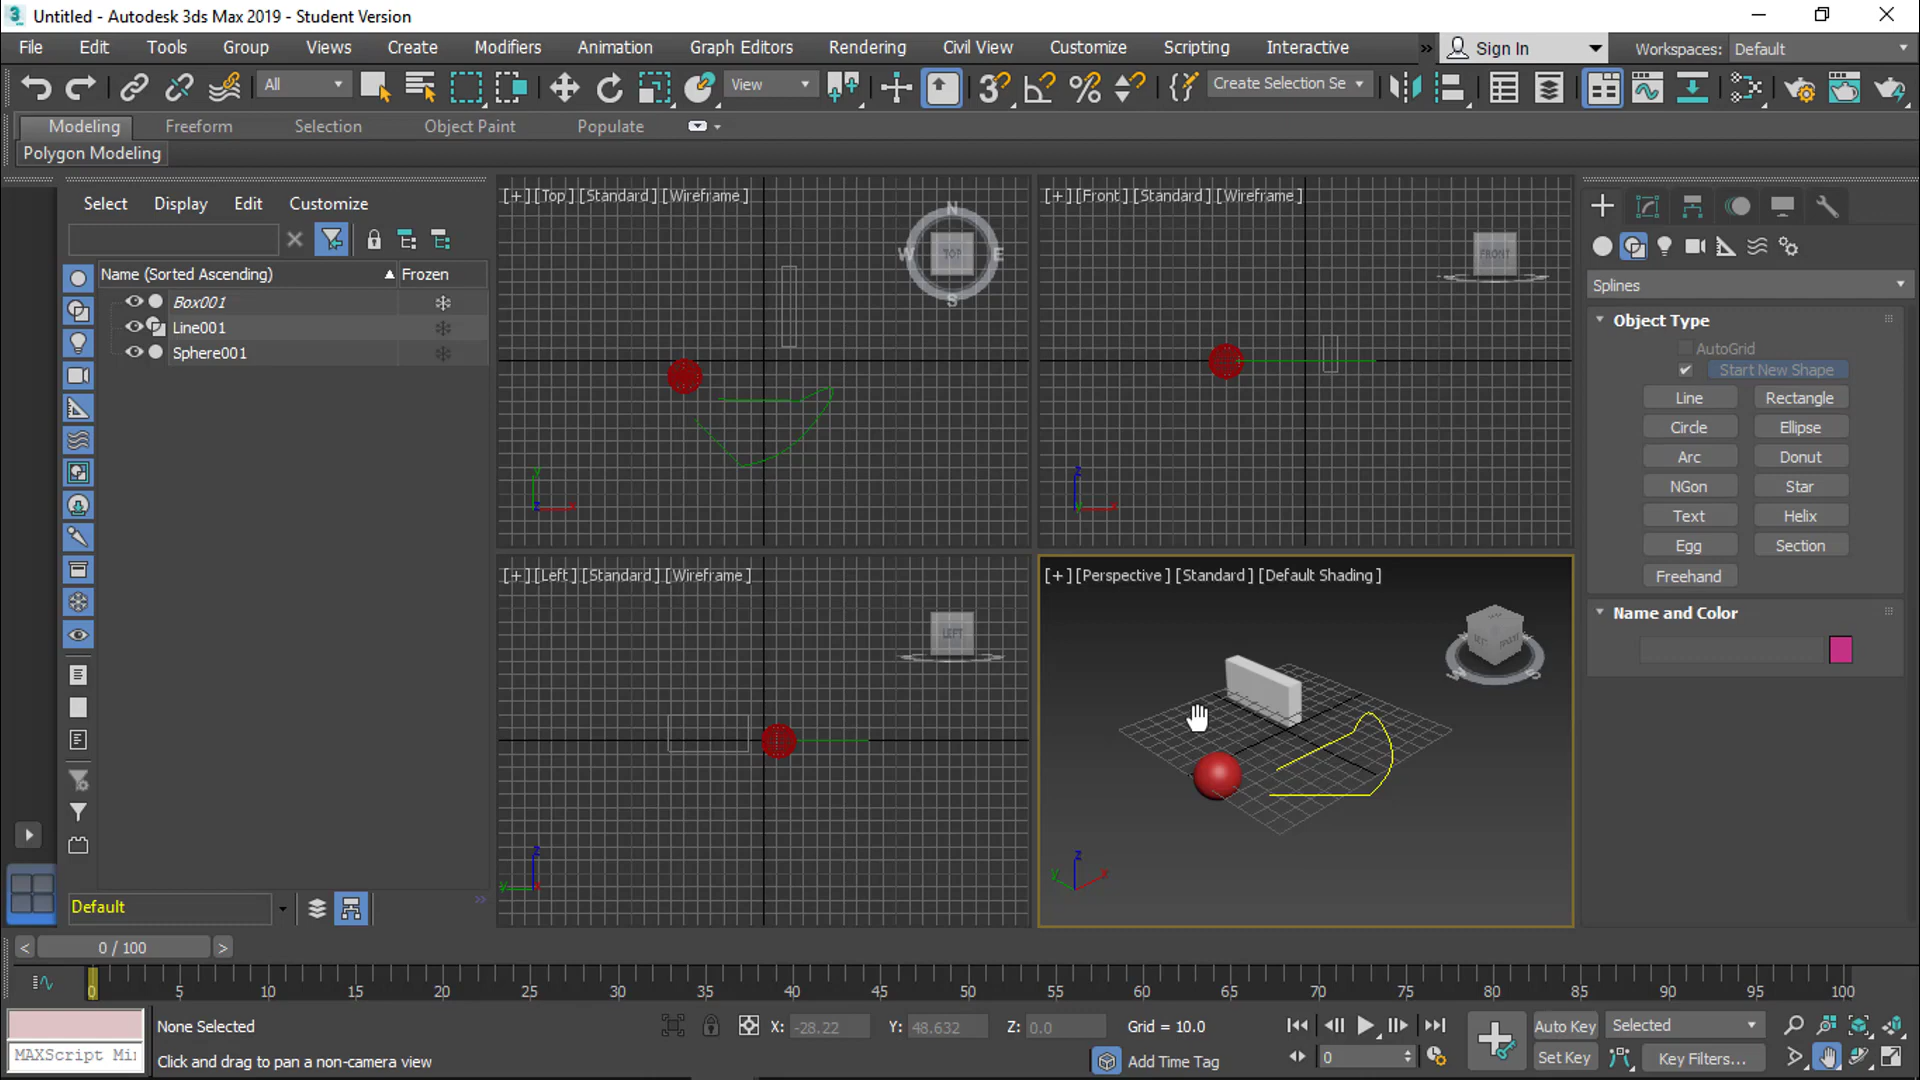 Untitled - Autodesk 3ds Max 2019 - Student Version
File Edit Tools Group Views Create Modifiers Animation Graph Editors Rendering Civil View Customize Scripting Interactive » Sign In Workspaces: Default
All View Create Selection Se
Modeling Freeform Selection Object Paint Populate
Polygon Modeling
Select Display Edit Customize
Name (Sorted Ascending) Frozen
Box001
Line001
Sphere001
Default
[+] [Top] [Standard] [Wireframe]
N
W TOP E
S
y
z x
[+] [Front] [Standard] [Wireframe]
FRONT
z
y x
[+] [Left] [Standard] [Wireframe]
LEFT
z
y x
[+] [Perspective] [Standard] [Default Shading]
LEFT FRONT
W S
z
y x
Splines
Object Type
AutoGrid
Start New Shape
Line Rectangle
Circle Ellipse
Arc Donut
NGon Star
Text Helix
Egg Section
Freehand
Name and Color
< 0 / 100 >
0 5 10 15 20 25 30 35 40 45 50 55 60 65 70 75 80 85 90 95 100
None Selected X: -28.22 Y: 48.632 Z: 0.0 Grid = 10.0 Auto Key Selected
MAXScript Mi Click and drag to pan a non-camera view Add Time Tag 0 Set Key Key Filters...